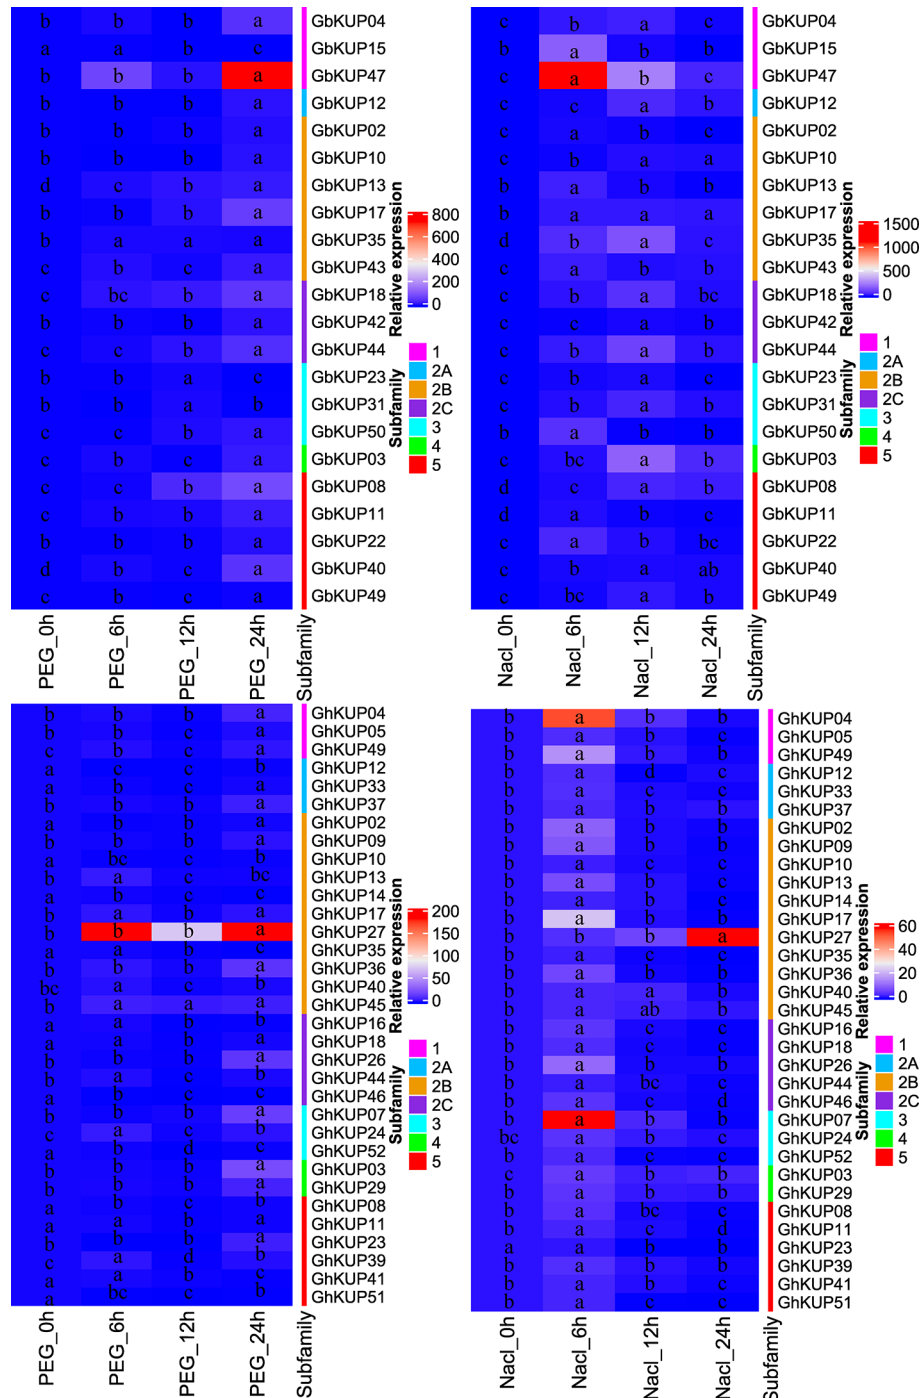 b b b a GbKUP04
a a b c GbKUP15
b b b a GbKUP47
b b b a GbKUP12
b b b a GbKUP02
b b b a GbKUP10
d c b a GbKUP13
b b b a GbKUP17
b a a a GbKUP35
c b c a GbKUP43
c bc b a GbKUP18
b b b a GbKUP42
c c b a GbKUP44
b b a c GbKUP23
b b a b GbKUP31
c c b a GbKUP50
c b c a GbKUP03
c c b a GbKUP08
c b b a GbKUP11
b b b a GbKUP22
d b c a GbKUP40
c b c a GbKUP49
PEG_0h PEG_6h PEG_12h PEG_24h Subfamily
Relative expression
800
600
400
200
0
Subfamily
1
2A
2B
2C
3
4
5
c b a c GbKUP04
b a b b GbKUP15
c a b c GbKUP47
c c a b GbKUP12
c a b c GbKUP02
c b a a GbKUP10
b a b b GbKUP13
b a a a GbKUP17
d b a c GbKUP35
c a b b GbKUP43
c b a bc GbKUP18
c c a b GbKUP42
c b a b GbKUP44
c b a c GbKUP23
c b a b GbKUP31
b a b b GbKUP50
c bc a b GbKUP03
d c a b GbKUP08
d a b c GbKUP11
c a b bc GbKUP22
c b a ab GbKUP40
c bc a b GbKUP49
Nacl_0h Nacl_6h Nacl_12h Nacl_24h Subfamily
Relative expression
1500
1000
500
0
Subfamily
1
2A
2B
2C
3
4
5
b b b a GhKUP04
b b c a GhKUP05
c b c a GhKUP49
a c c b GhKUP12
a b c b GhKUP33
b b b a GhKUP37
a b b a GhKUP02
b b b a GhKUP09
a bc c b GhKUP10
b a c bc GhKUP13
a b c c GhKUP14
b a b a GhKUP17
b b b a GhKUP27
a a b c GhKUP35
b b b a GhKUP36
bc a c b GhKUP40
b a a a GhKUP45
a a b b GhKUP16
a a b b GhKUP18
b b b a GhKUP26
b a c b GhKUP44
a b c c GhKUP46
b b b a GhKUP07
c a c b GhKUP24
a b d c GhKUP52
b b b a GhKUP03
b b b a GhKUP29
a b c b GhKUP08
a a b a GhKUP11
b b b a GhKUP23
c a d b GhKUP39
a a b c GhKUP41
a bc c b GhKUP51
PEG_0h PEG_6h PEG_12h PEG_24h Subfamily
Relative expression
200
150
100
50
0
Subfamily
1
2A
2B
2C
3
4
5
b a b b GhKUP04
b a b b GhKUP05
b a b b GhKUP49
b a d c GhKUP12
b a c c GhKUP33
b a b b GhKUP37
b a b b GhKUP02
b a b b GhKUP09
b a c c GhKUP10
b a b c GhKUP13
b a b b GhKUP14
b a b b GhKUP17
b b b a GhKUP27
b a c c GhKUP35
b a b b GhKUP36
b a a b GhKUP40
b a ab b GhKUP45
b a c c GhKUP16
b a c c GhKUP18
b a b b GhKUP26
b a bc c GhKUP44
b a c d GhKUP46
b a b b GhKUP07
bc a b c GhKUP24
b a c c GhKUP52
c a b b GhKUP03
b a b b GhKUP29
b a bc c GhKUP08
b a c d GhKUP11
a a b b GhKUP23
b a b b GhKUP39
b a c b GhKUP41
b a c c GhKUP51
Nacl_0h Nacl_6h Nacl_12h Nacl_24h Subfamily
Relative expression
60
40
20
0
Subfamily
1
2A
2B
2C
3
4
5